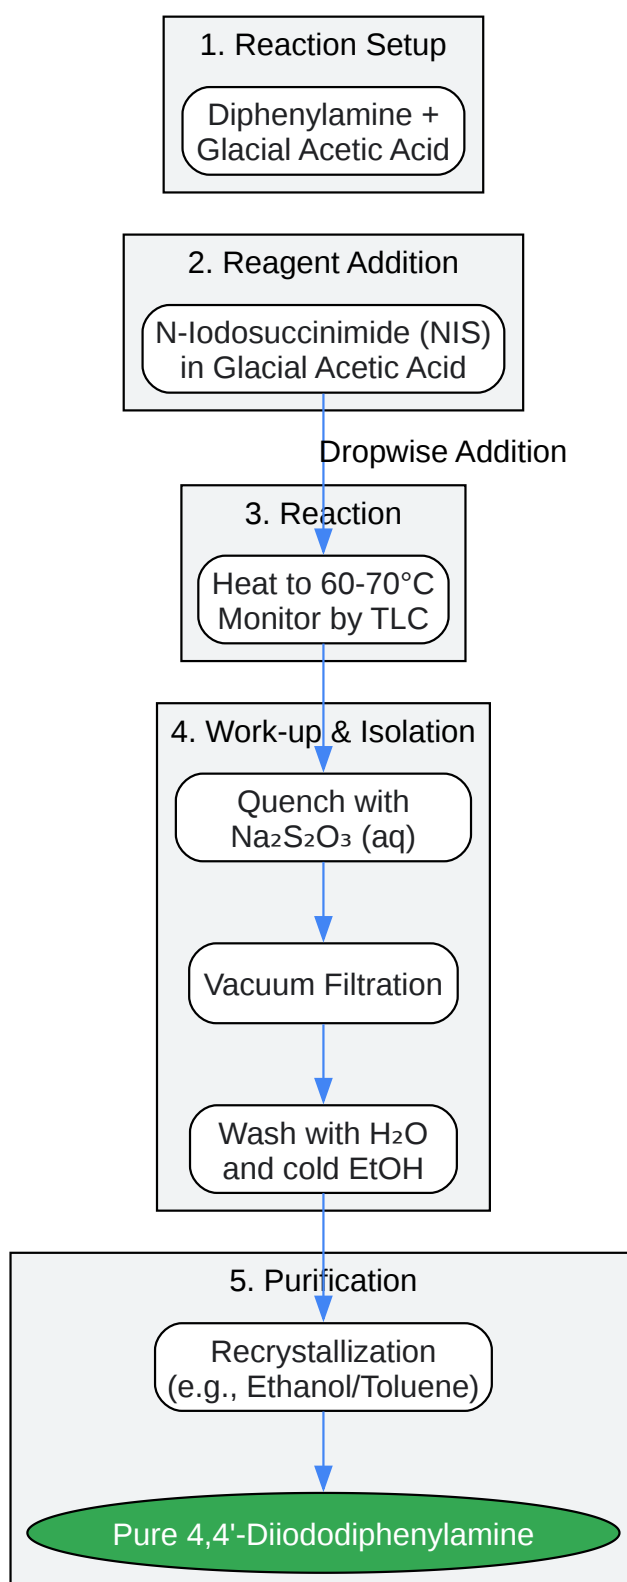 1. Reaction Setup
Diphenylamine +
Glacial Acetic Acid
2. Reagent Addition
N-Iodosuccinimide (NIS)
in Glacial Acetic Acid
Dropwise Addition
3. Reaction
Heat to 60-70°C
Monitor by TLC
4. Work-up & Isolation
Quench with
Na₂S₂O₃ (aq)
Vacuum Filtration
Wash with H₂O
and cold EtOH
5. Purification
Recrystallization
(e.g., Ethanol/Toluene)
Pure 4,4'-Diiododiphenylamine